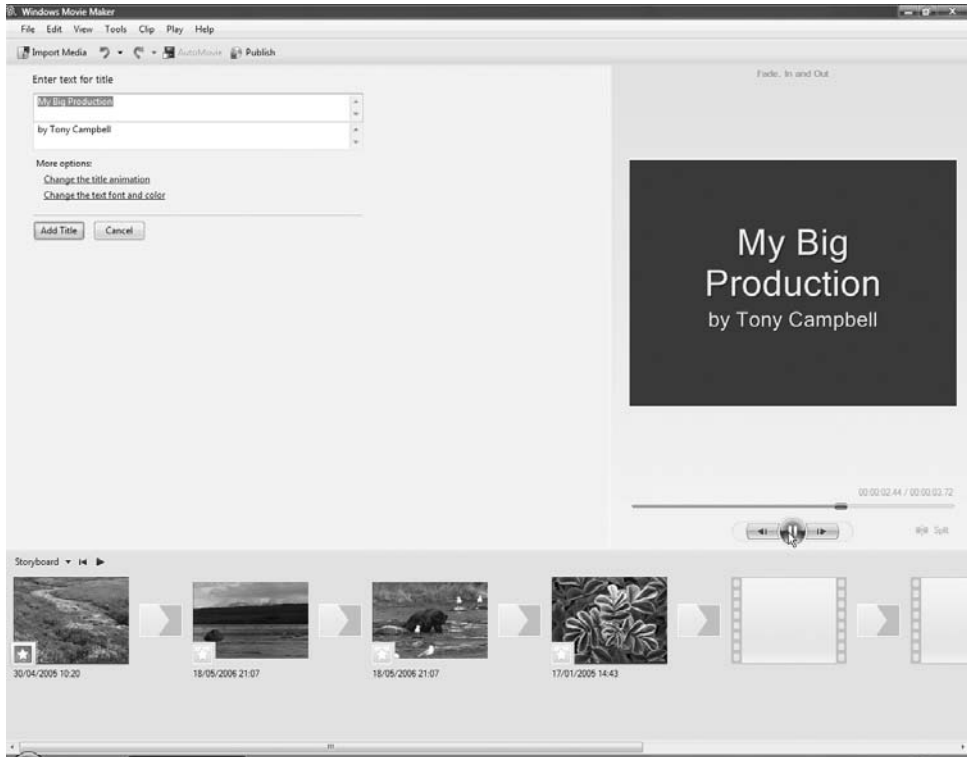 Windows Movie Maker
File Edit View Tools Clip Play Help
Import Media AutoMovie Publish
Enter text for title
My Big Production
by Tony Campbell
More options:
Change the title animation
Change the text font and color
Add Title Cancel
Fade, In and Out
My Big
Production
by Tony Campbell
00:00:02.44 / 00:00:03.72
Split
Storyboard
30/04/2005 10:20 18/05/2006 21:07 18/05/2006 21:07 17/01/2005 14:43